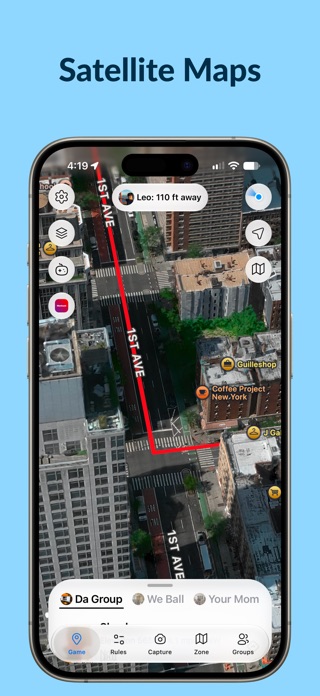 Satellite Maps
4:19
Leo: 110 ft away
1ST AVE
1ST AVE
Guilleshop
Coffee Project
New York
J Ga
1ST AVE
Da Group
We Ball
Your Mom
Game
Rules
Capture
Zone
Groups